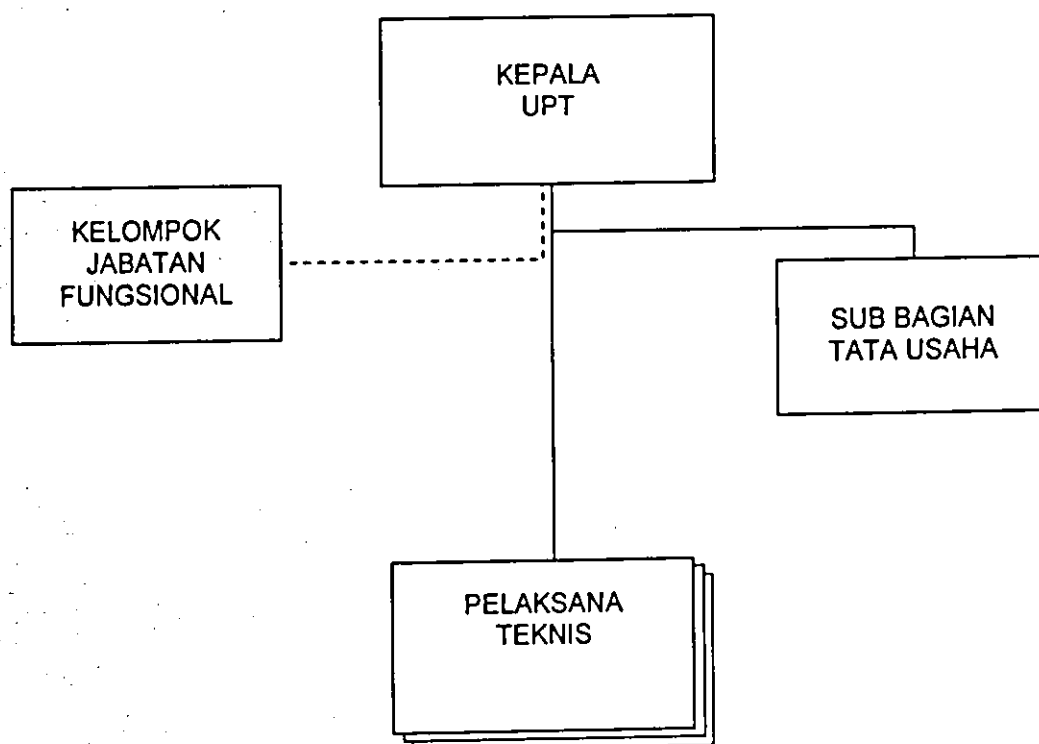 KEPALA
UPT
KELOMPOK
JABATAN
FUNGSIONAL
SUB BAGIAN
TATA USAHA
PELAKSANA
TEKNIS